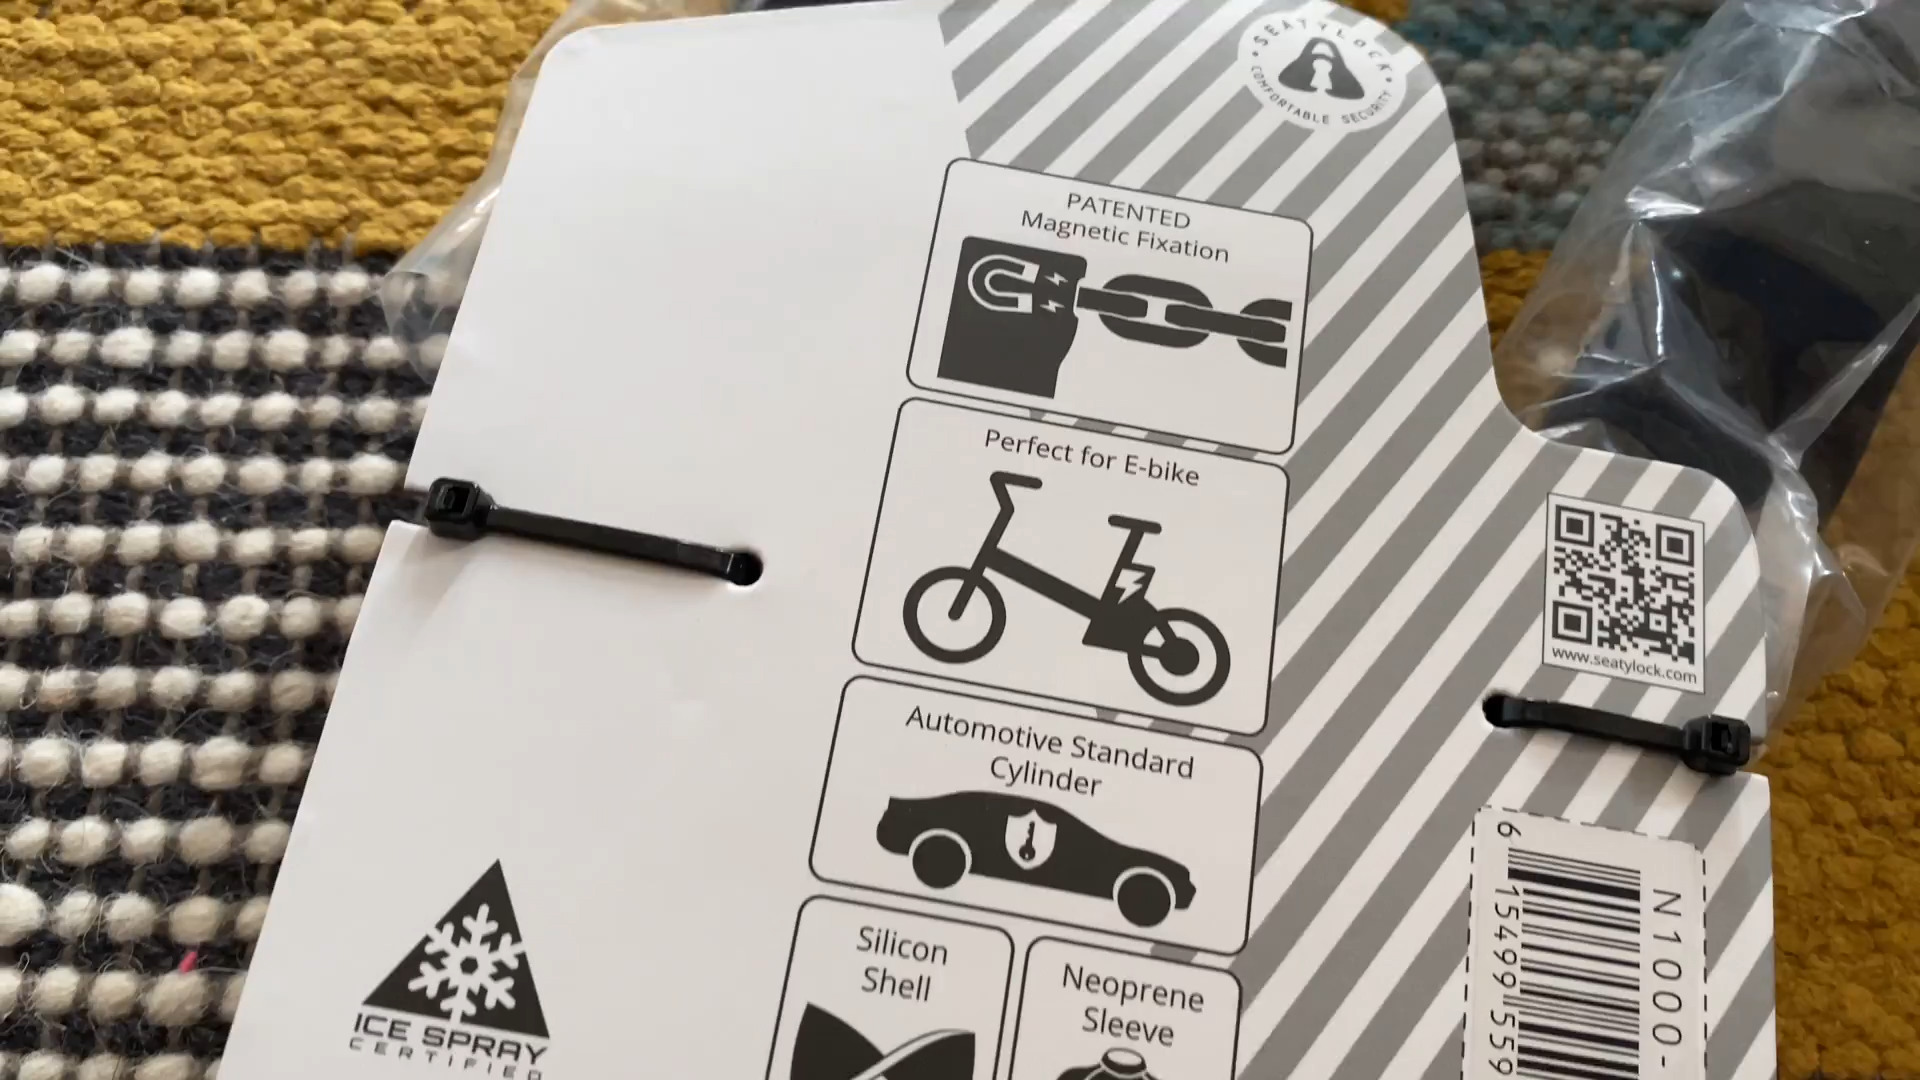 SEATYLOCK
COMFORTABLE SECURITY
PATENTED
Magnetic Fixation
Perfect for E-bike
www.seatylock.com
Automotive Standard
Cylinder
Silicon
Shell
Neoprene
Sleeve
ICE SPRAY
CERTIFIED
N1000-
6 15499 559